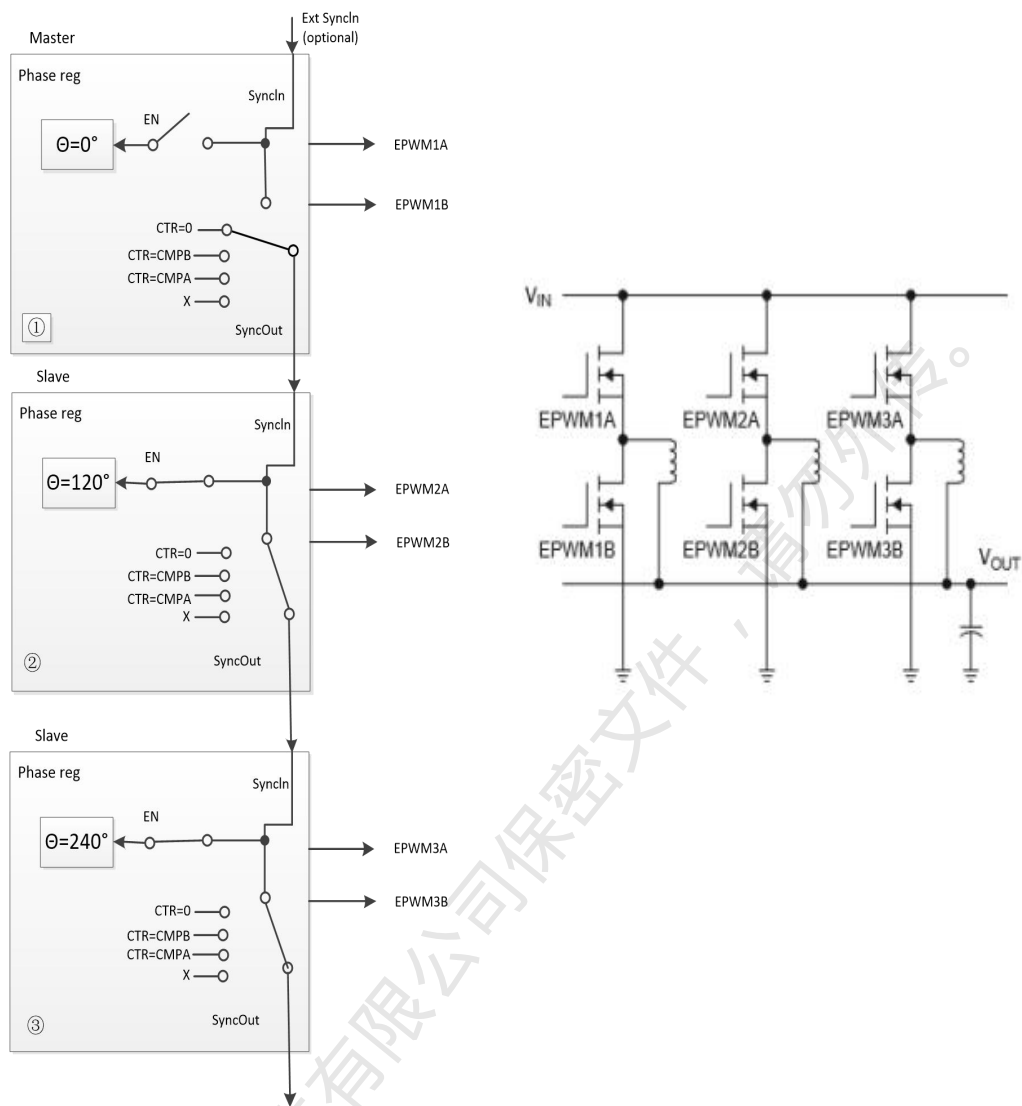 Ext SyncIn
(optional)
Master
Phase reg
SyncIn
EN
Θ=0°
EPWM1A
EPWM1B
CTR=0
CTR=CMPB
CTR=CMPA
X
①
SyncOut
Slave
Phase reg
SyncIn
EN
Θ=120°
EPWM2A
EPWM2B
CTR=0
CTR=CMPB
CTR=CMPA
X
②
SyncOut
Slave
Phase reg
SyncIn
EN
Θ=240°
EPWM3A
EPWM3B
CTR=0
CTR=CMPB
CTR=CMPA
X
③
SyncOut
VIN
EPWM1A
EPWM2A
EPWM3A
EPWM1B
EPWM2B
EPWM3B
VOUT
有限公司保密文件，请勿外传。